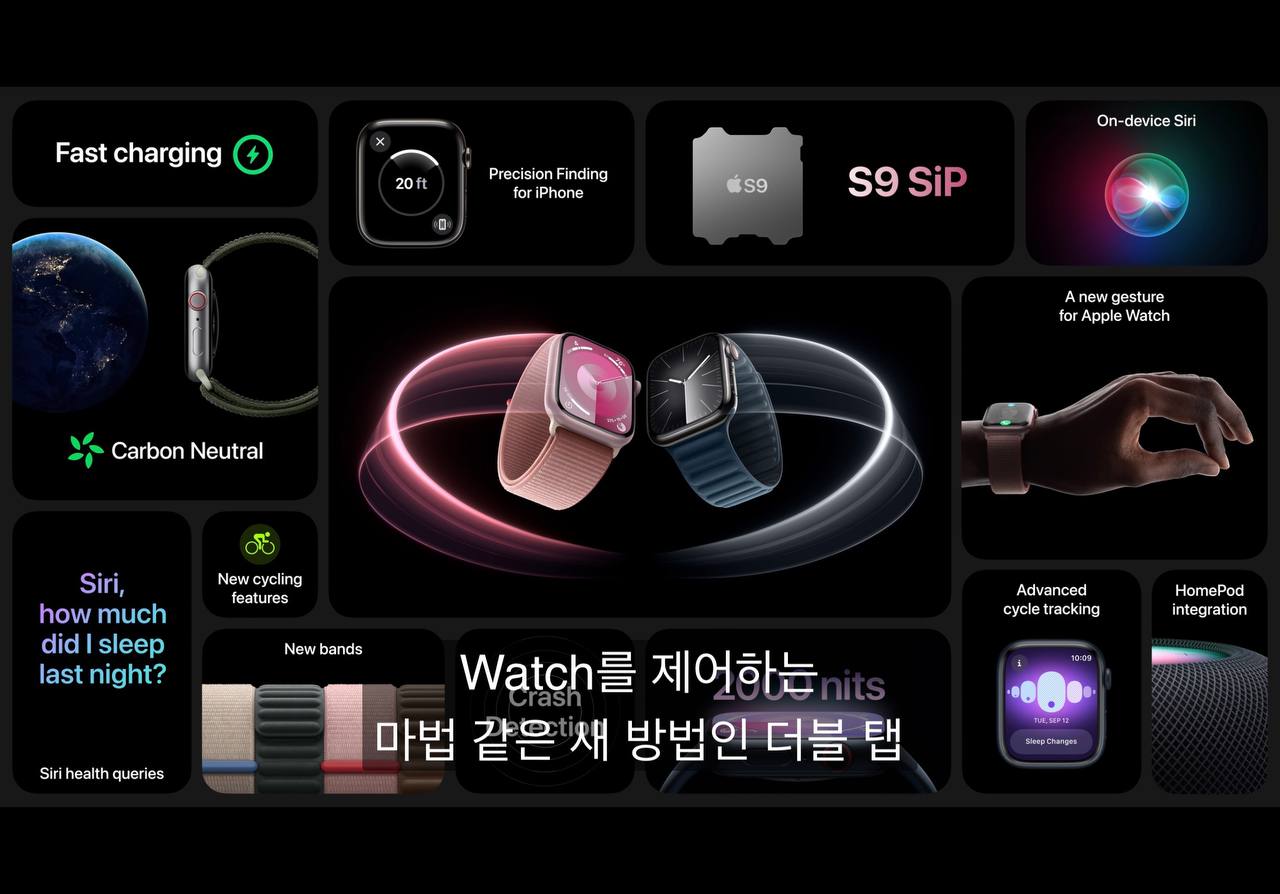 Fast charging
20 ft
Precision Finding
for iPhone
S9
S9 SiP
On-device Siri
Carbon Neutral
A new gesture
for Apple Watch
Siri,
how much
did I sleep
last night?
Siri health queries
New cycling
features
New bands
Crash
Detection
2000 nits
Watch를 제어하는
마법 같은 새 방법인 더블 탭
Advanced
cycle tracking
10:09
TUE, SEP 12
Sleep Changes
HomePod
integration